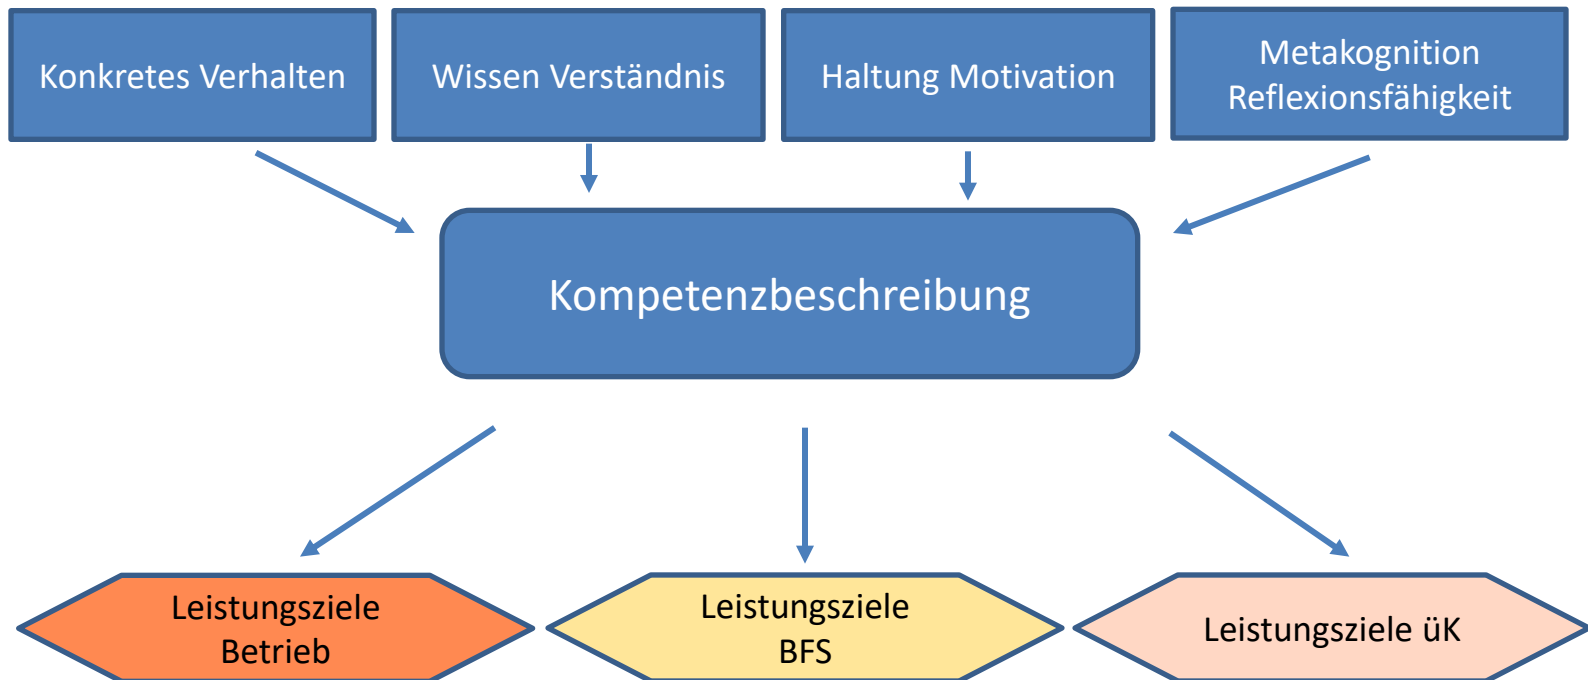 Konkretes Verhalten
Wissen Verständnis
Haltung Motivation
Metakognition
Reflexionsfähigkeit
Kompetenzbeschreibung
Leistungsziele
Betrieb
Leistungsziele
BFS
Leistungsziele üK